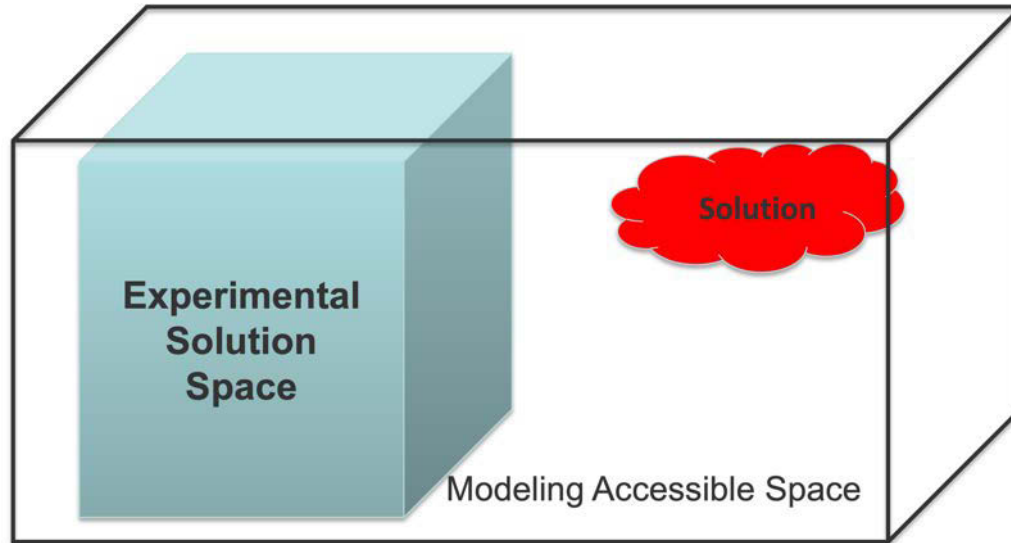 Solution
Experimental
Solution
Space
Modeling Accessible Space